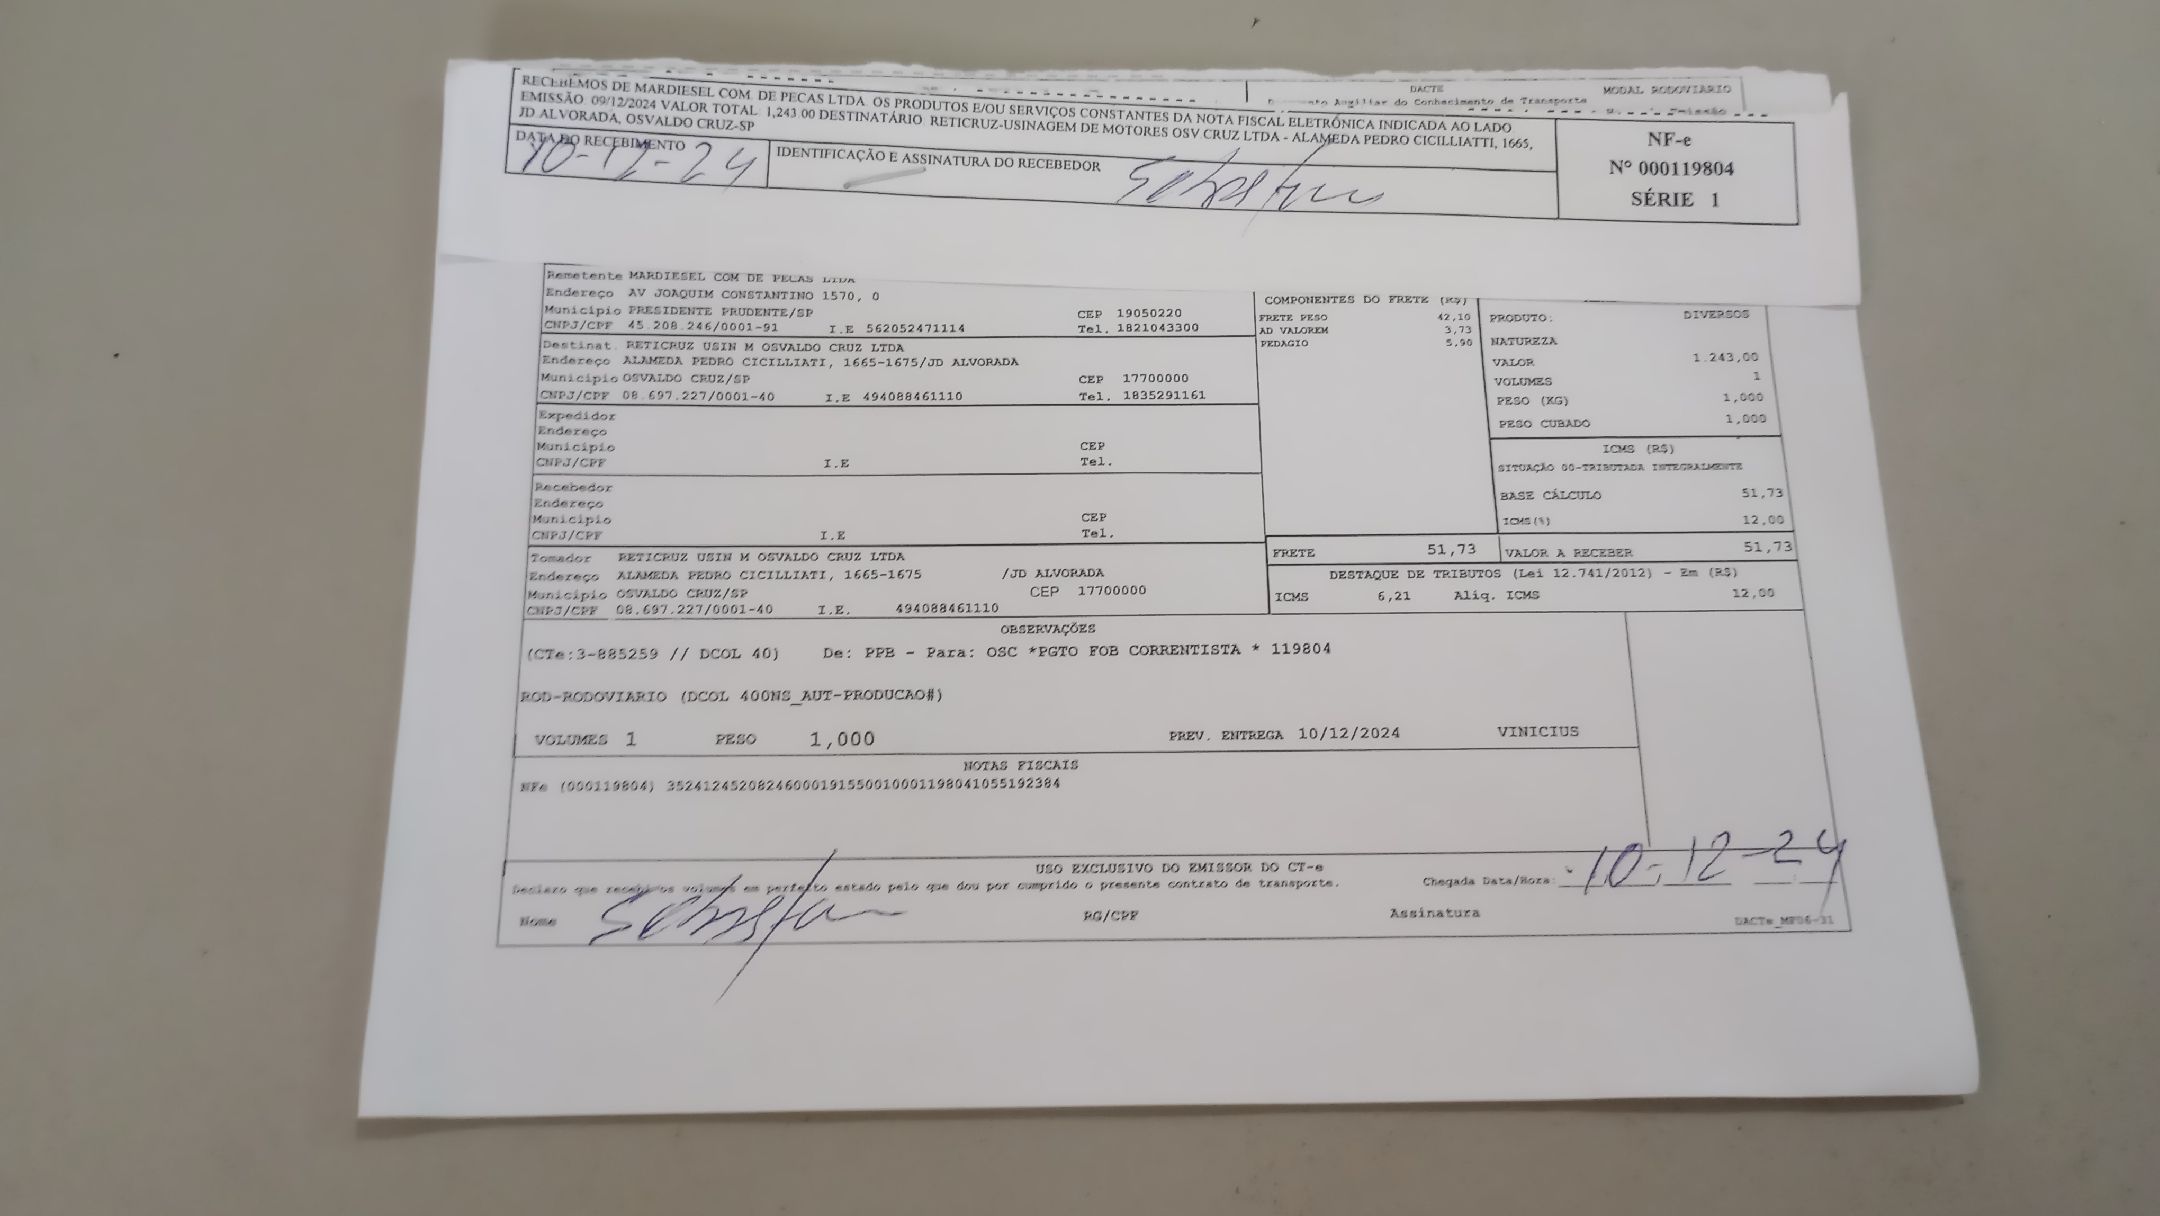 RECEBEMOS DE MARDIESEL COM. DE PECAS LTDA OS PRODUTOS E/OU SERVIÇOS CONSTANTES DA NOTA FISCAL ELETRÔNICA INDICADA AO LADO
EMISSÃO: 09/12/2024 VALOR TOTAL: 1,243.00 DESTINATÁRIO: RETICRUZ-USINAGEM DE MOTORES OSV CRUZ LTDA - ALAMEDA PEDRO CICILLIATTI, 1665,
JD ALVORADA, OSVALDO CRUZ-SP
DATA DO RECEBIMENTO
10-12-24
IDENTIFICAÇÃO E ASSINATURA DO RECEBEDOR
NF-e
Nº 000119804
SÉRIE 1
DACTE
Auxiliar do Conhecimento de Transporte
MODAL RODOVIARIO
Remetente MARDIESEL COM DE PECAS LTDA
Endereço AV JOAQUIM CONSTANTINO 1570, 0
Municipio PRESIDENTE PRUDENTE/SP CEP 19050220
CNPJ/CPF 45.208.246/0001-91 I.E 562052471114 Tel. 1821043300
Destinat. RETICRUZ USIN M OSVALDO CRUZ LTDA
Endereço ALAMEDA PEDRO CICILLIATI, 1665-1675/JD ALVORADA
Municipio OSVALDO CRUZ/SP CEP 17700000
CNPJ/CPF 08.697.227/0001-40 I.E 494088461110 Tel. 1835291161
Expedidor
Endereço
Municipio CEP
CNPJ/CPF I.E Tel.
Recebedor
Endereço
Municipio CEP
CNPJ/CPF I.E Tel.
Tomador RETICRUZ USIN M OSVALDO CRUZ LTDA
Endereço ALAMEDA PEDRO CICILLIATI, 1665-1675 /JD ALVORADA
Municipio OSVALDO CRUZ/SP CEP 17700000
CNPJ/CPF 08.697.227/0001-40 I.E. 494088461110
COMPONENTES DO FRETE (R$)
FRETE PESO 42,10
AD VALOREM 3,73
PEDAGIO 5,90
PRODUTO: DIVERSOS
NATUREZA
VALOR 1.243,00
VOLUMES 1
PESO (KG) 1,000
PESO CUBADO 1,000
ICMS (R$)
SITUAÇÃO 00-TRIBUTADA INTEGRALMENTE
BASE CÁLCULO 51,73
ICMS(%) 12,00
FRETE 51,73 VALOR A RECEBER 51,73
DESTAQUE DE TRIBUTOS (Lei 12.741/2012) - Em (R$)
ICMS 6,21 Aliq. ICMS 12,00
OBSERVAÇÕES
(CTe:3-885259 // DCOL 40) De: PPB - Para: OSC *PGTO FOB CORRENTISTA * 119804
ROD-RODOVIARIO (DCOL 400NS_AUT-PRODUCAO#)
VOLUMES 1 PESO 1,000 PREV. ENTREGA 10/12/2024 VINICIUS
NOTAS FISCAIS
NFe (000119804) 35241245208246000191550010001198041055192384
USO EXCLUSIVO DO EMISSOR DO CT-e
Declaro que recebi os volumes em perfeito estado pelo que dou por cumprido o presente contrato de transporte.
Chegada Data/Hora: 10-12-24
Nome RG/CPF Assinatura
DACTe_MFD6-31